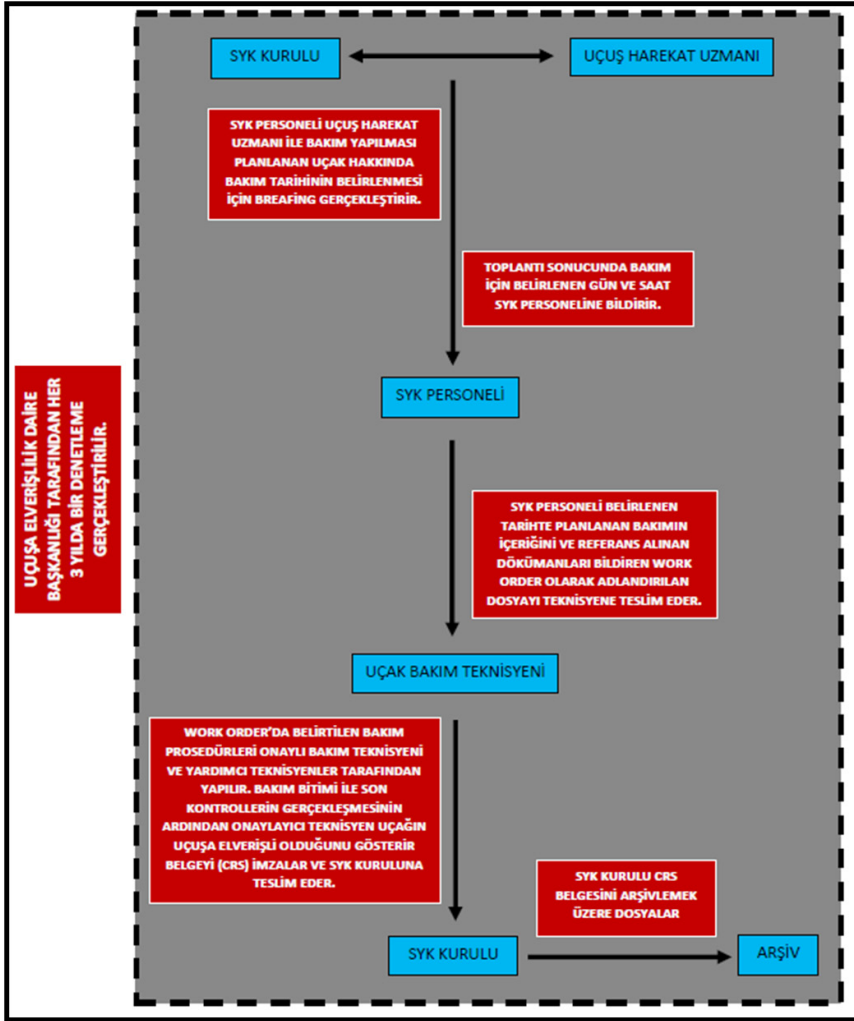 SYK KURULU
UÇUŞ HAREKAT UZMANI
SYK PERSONELİ UÇUŞ HAREKAT
UZMANI İLE BAKIM YAPILMASI
PLANLANAN UÇAK HAKKINDA
BAKIM TARİHİNİN BELİRLENMESİ
İÇİN BREAFİNG GERÇEKLEŞTİRİR.
TOPLANTI SONUCUNDA BAKIM
İÇİN BELİRLENEN GÜN VE SAAT
SYK PERSONELİNE BİLDİRİR.
UÇUŞA ELVERİŞLİLİK DAİRE
BAŞKANLIĞI TARAFINDAN HER
3 YILDA BİR DENETLEME
GERÇEKLEŞTİRİLİR.
SYK PERSONELİ
SYK PERSONELİ BELİRLENEN
TARİHTE PLANLANAN BAKIMIN
İÇERİĞİNİ VE REFERANS ALINAN
DÖKÜMANLARI BİLDİREN WORK
ORDER OLARAK ADLANDIRILAN
DOSYAYI TEKNİSYENE TESLİM EDER.
UÇAK BAKIM TEKNİSYENİ
WORK ORDER'DA BELİRTİLEN BAKIM
PROSEDÜRLERİ ONAYLI BAKIM TEKNİSYENİ
VE YARDIMCI TEKNİSYENLER TARAFINDAN
YAPILIR. BAKIM BİTİMİ İLE SON
KONTROLLERİN GERÇEKLEŞMESİNİN
ARDINDAN ONAYLAYICI TEKNİSYEN UÇAĞIN
UÇUŞA ELVERİŞLİ OLDUĞUNU GÖSTERİR
BELGEYİ (CRS) İMZALAR VE SYK KURULUNA
TESLİM EDER.
SYK KURULU CRS
BELGESİNİ ARŞİVLEMEK
ÜZERE DOSYALAR
SYK KURULU
ARŞİV